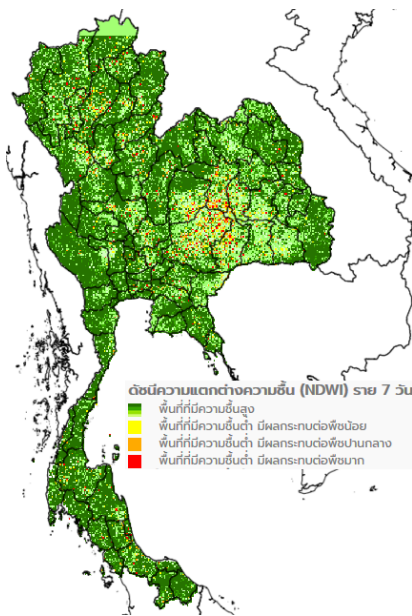 ดัชนีความแตกต่างความชื้น (NDWI) ราย 7 วัน
พื้นที่ที่มีความชื้นสูง
พื้นที่ที่มีความชื้นต่ำ มีผลกระทบต่อพืชน้อย
พื้นที่ที่มีความชื้นต่ำ มีผลกระทบต่อพืชปานกลาง
พื้นที่ที่มีความชื้นต่ำ มีผลกระทบต่อพืชมาก